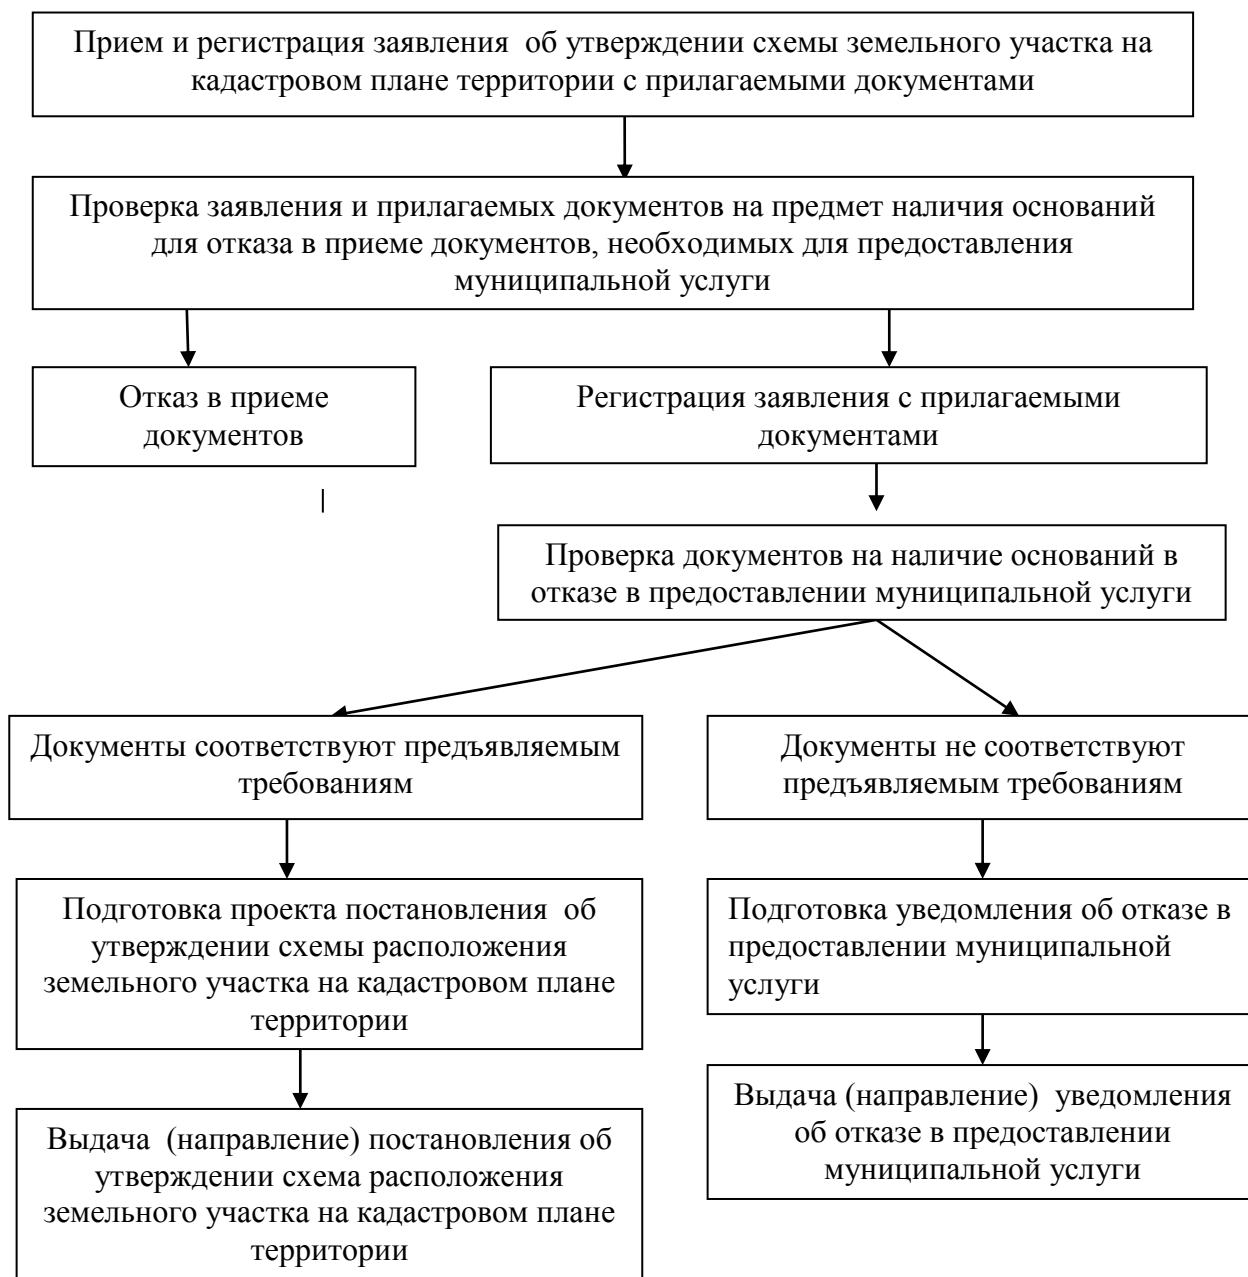 Прием и регистрация заявления  об утверждении схемы земельного участка на
кадастровом плане территории с прилагаемыми документами
Проверка заявления и прилагаемых документов на предмет наличия оснований
для отказа в приеме документов, необходимых для предоставления
муниципальной услуги
Отказ в приеме
документов
Регистрация заявления с прилагаемыми
документами
Проверка документов на наличие оснований в
отказе в предоставлении муниципальной услуги
Документы соответствуют предъявляемым
требованиям
Документы не соответствуют
предъявляемым требованиям
Подготовка проекта постановления  об
утверждении схемы расположения
земельного участка на кадастровом плане
территории
Подготовка уведомления об отказе в
предоставлении муниципальной
услуги
Выдача (направление)  уведомления
об отказе в предоставлении
муниципальной услуги
Выдача  (направление) постановления об
утверждении схема расположения
земельного участка на кадастровом плане
территории